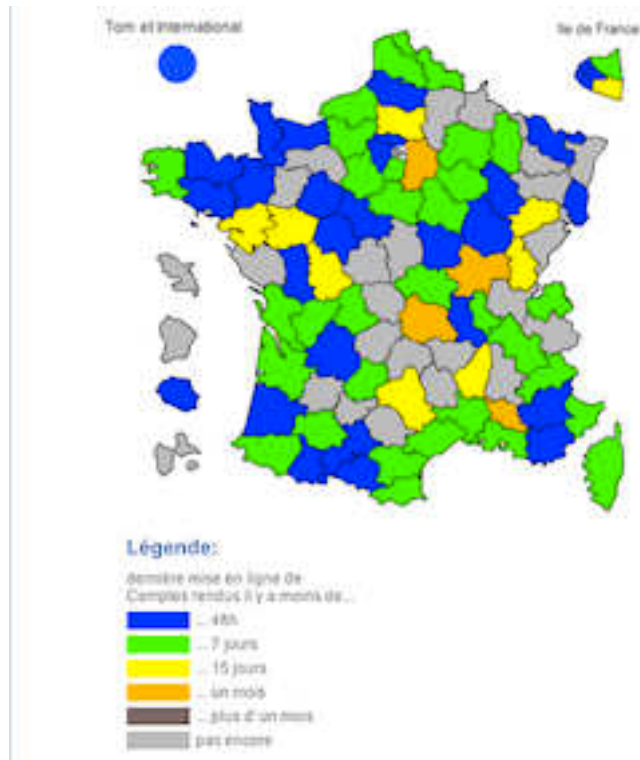 Tom et International
Ile de France
Légende:
dernière mise en ligne de
Comptes rendus il y a moins de...
... 48h
... 7 jours
... 15 jours
... un mois
... plus d' un mois
pas encore